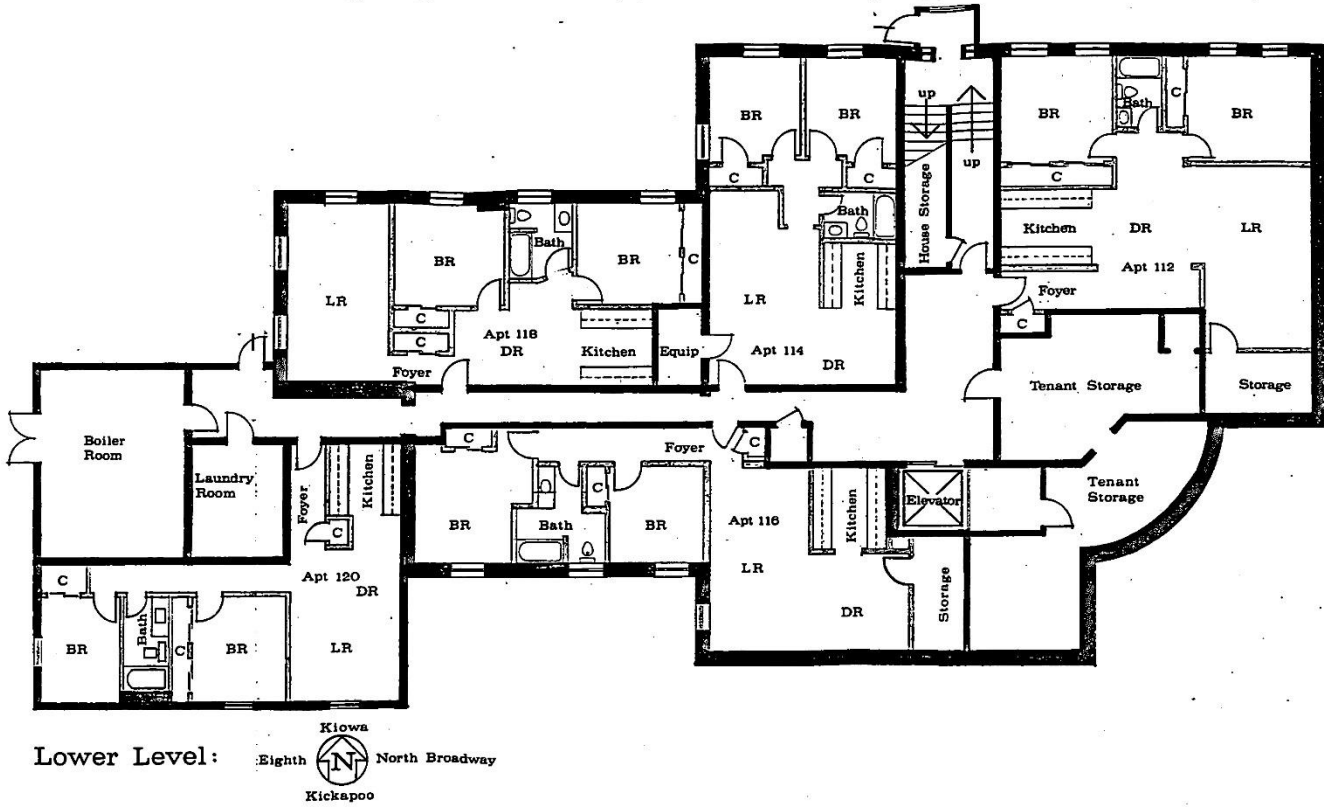 up
BR
BR
BR
Bath
C
BR
up
C
C
C
Bath
House Storage
Kitchen
DR
LR
Bath
BR
BR
C
Kitchen
Apt 112
LR
LR
Foyer
C
Apt 118
DR
C
C
Kitchen
Equip
Apt 114
DR
Foyer
Tenant Storage
Storage
Boiler
Room
C
Foyer
C
Laundry
Room
Foyer
Kitchen
C
C
Kitchen
Elevator
Tenant
Storage
BR
Bath
BR
Apt 116
LR
DR
Storage
C
Apt 120
DR
BR
Bath
C
BR
LR
Lower Level:
Kiowa
Eighth
N
North Broadway
Kickapoo